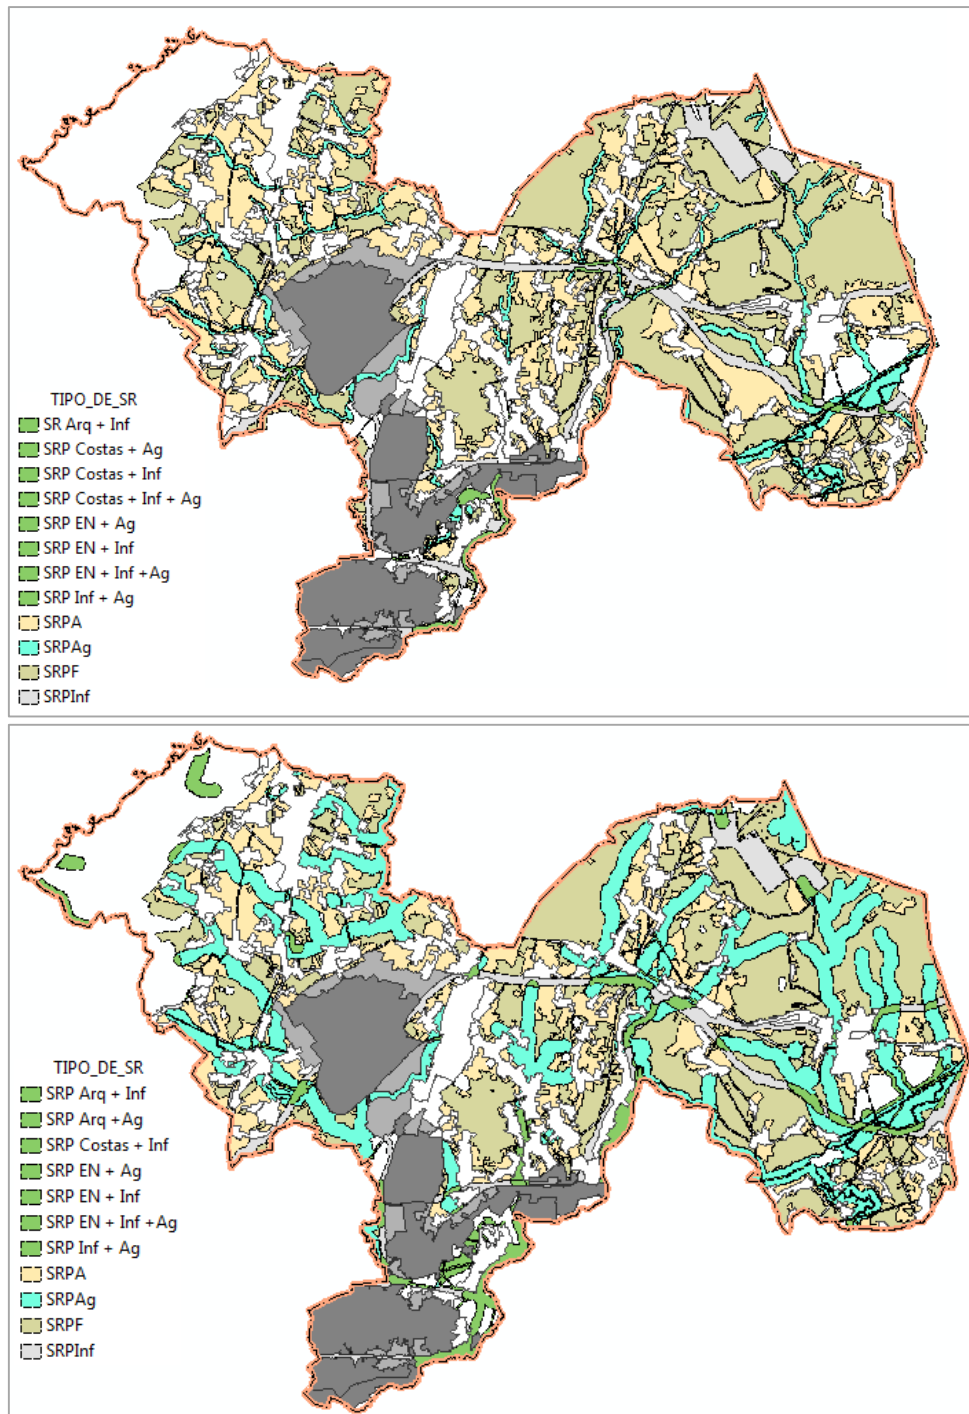 TIPO_DE_SR
SR Arq + Inf
SRP Costas + Ag
SRP Costas + Inf
SRP Costas + Inf + Ag
SRP EN + Ag
SRP EN + Inf
SRP EN + Inf +Ag
SRP Inf + Ag
SRPA
SRPAg
SRPF
SRPInf
TIPO_DE_SR
SRP Arq + Inf
SRP Arq +Ag
SRP Costas + Inf
SRP EN + Ag
SRP EN + Inf
SRP EN + Inf +Ag
SRP Inf + Ag
SRPA
SRPAg
SRPF
SRPInf